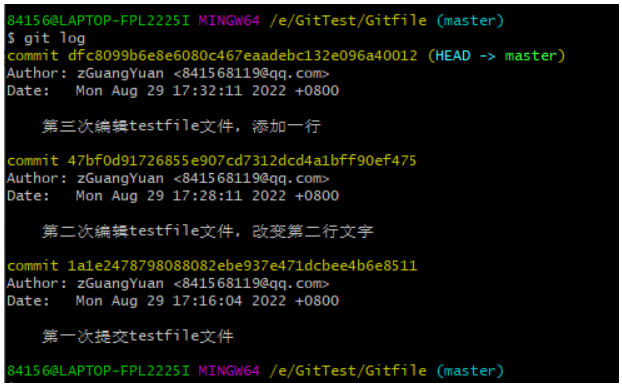 84156@LAPTOP-FPL2225I MINGW64 /e/GitTest/Gitfile (master)
$ git log
commit dfc8099b6e8e6080c467eaadebc132e096a40012 (HEAD -> master)
Author: zGuangYuan <841568119@qq.com>
Date:   Mon Aug 29 17:32:11 2022 +0800
第三次编辑testfile文件，添加一行
commit 47bf0d91726855e907cd7312dcd4a1bff90ef475
Author: zGuangYuan <841568119@qq.com>
Date:   Mon Aug 29 17:28:11 2022 +0800
第二次编辑testfile文件，改变第二行文字
commit 1a1e2478798088082ebe937e471dcbee4b6e8511
Author: zGuangYuan <841568119@qq.com>
Date:   Mon Aug 29 17:16:04 2022 +0800
第一次提交testfile文件
84156@LAPTOP-FPL2225I MINGW64 /e/GitTest/Gitfile (master)